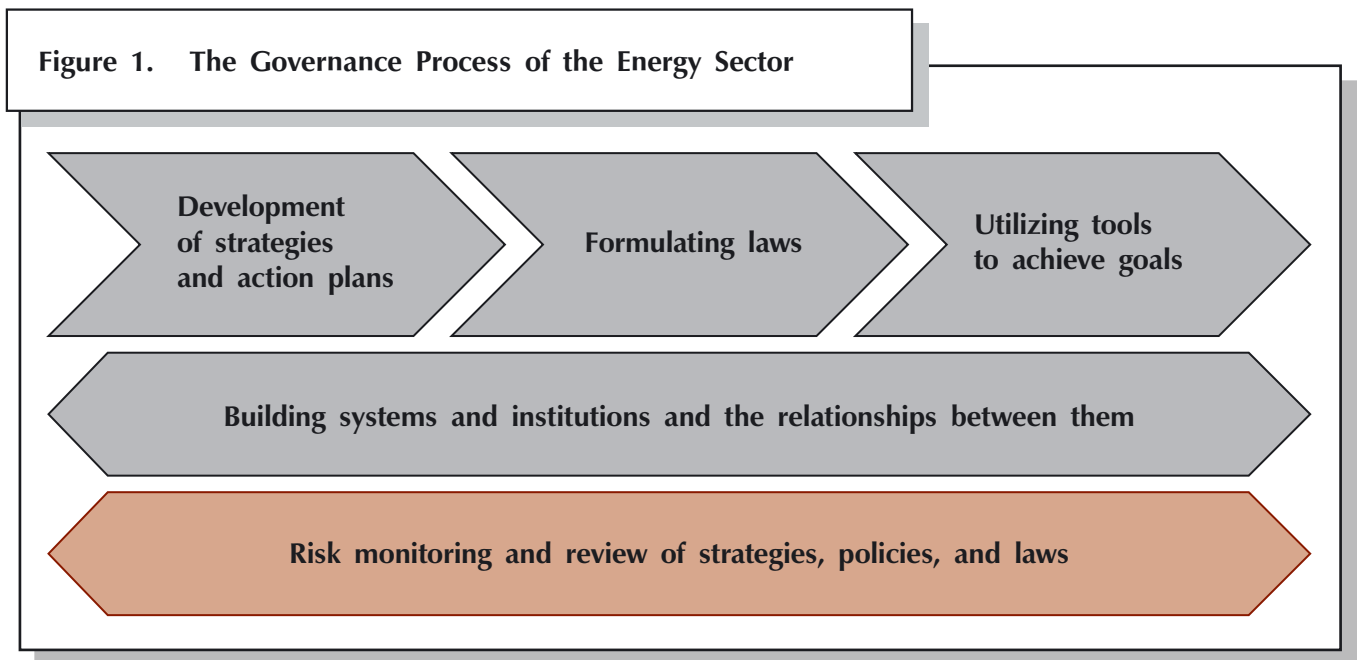 Figure 1. The Governance Process of the Energy Sector
Development
of strategies
and action plans
Formulating laws
Utilizing tools
to achieve goals
Building systems and institutions and the relationships between them
Risk monitoring and review of strategies, policies, and laws